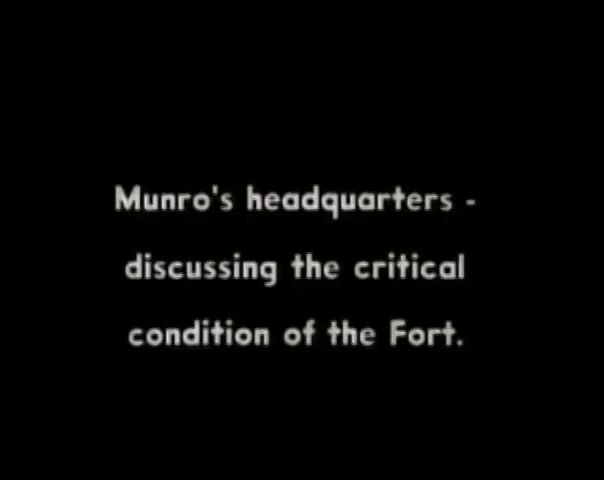 Munro's headquarters -
discussing the critical
condition of the Fort.